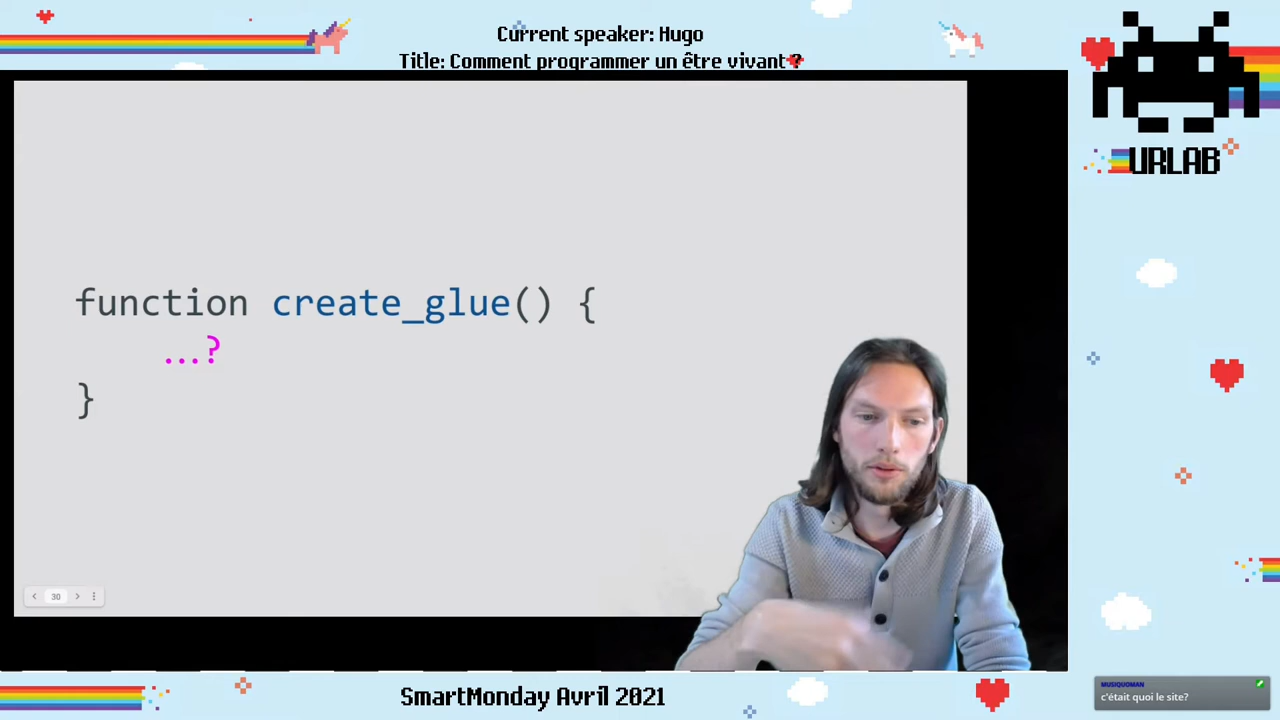 Current speaker: Hugo
Title: Comment programmer un être vivant ?
URLAB
function create_glue() {
...?
}
30
SmartMonday Avril 2021
MUSIQUOMAN
c'était quoi le site?